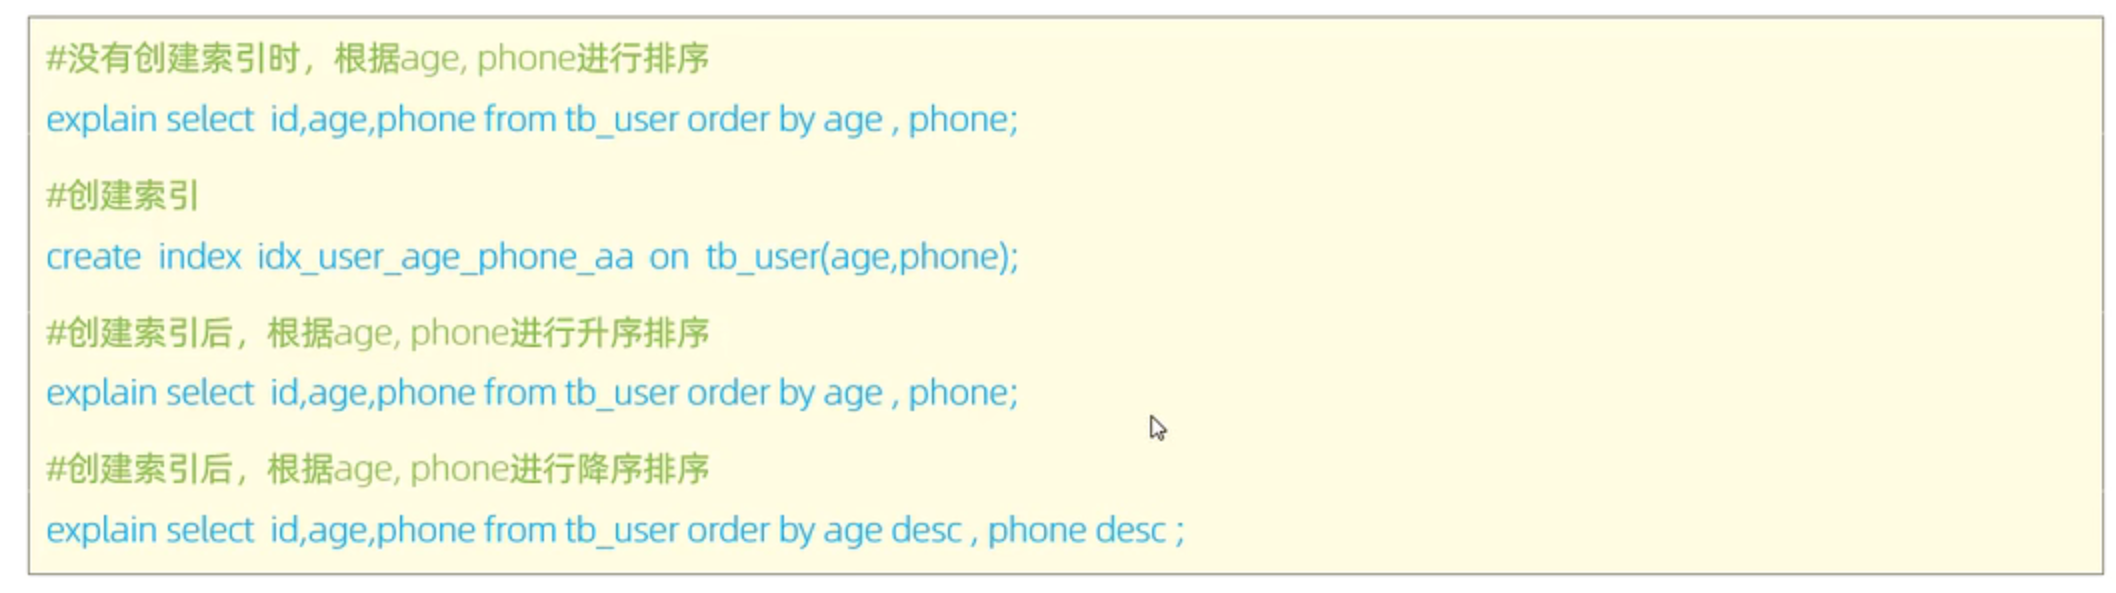 #没有创建索引时，根据age, phone进行排序
explain select  id,age,phone from tb_user order by age , phone;
#创建索引
create  index  idx_user_age_phone_aa  on  tb_user(age,phone);
#创建索引后，根据age, phone进行升序排序
explain select  id,age,phone from tb_user order by age , phone;
#创建索引后，根据age, phone进行降序排序
explain select  id,age,phone from tb_user order by age desc , phone desc ;